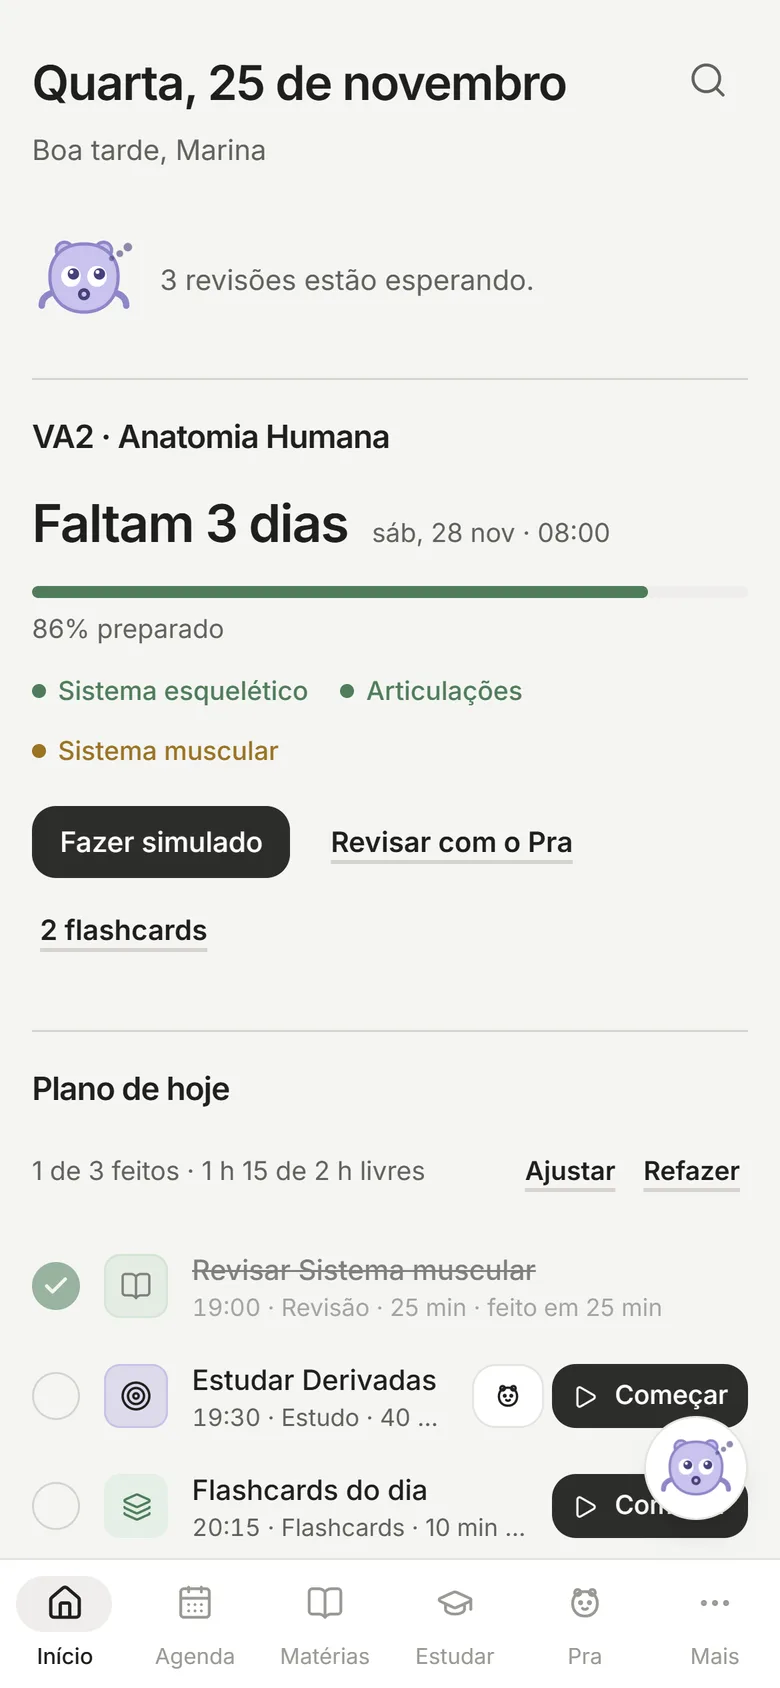 Quarta, 25 de novembro
Boa tarde, Marina
3 revisões estão esperando.
VA2 · Anatomia Humana
Faltam 3 dias sáb, 28 nov · 08:00
86% preparado
Sistema esquelético Articulações
Sistema muscular
Fazer simulado Revisar com o Pra
2 flashcards
Plano de hoje
1 de 3 feitos · 1 h 15 de 2 h livres Ajustar Refazer
Revisar Sistema muscular
19:00 · Revisão · 25 min · feito em 25 min
Estudar Derivadas Começar
19:30 · Estudo · 40 ...
Flashcards do dia
20:15 · Flashcards · 10 min ...
Início Agenda Matérias Estudar Pra Mais